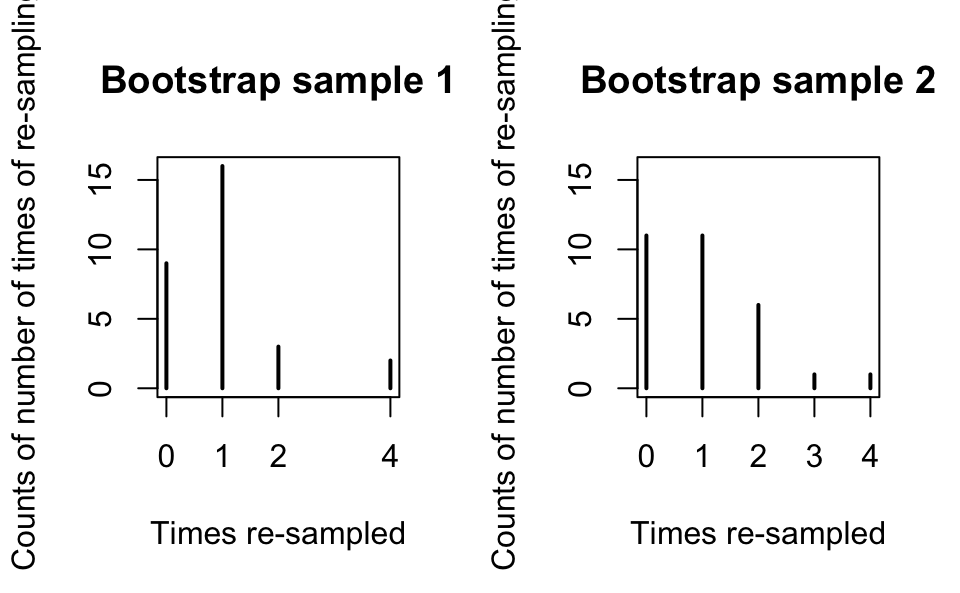 Bootstrap sample 1
Counts of number of times of re-sampling
15
10
5
0
0 1 2 4
Times re-sampled
Bootstrap sample 2
Counts of number of times of re-sampling
15
10
5
0
0 1 2 3 4
Times re-sampled